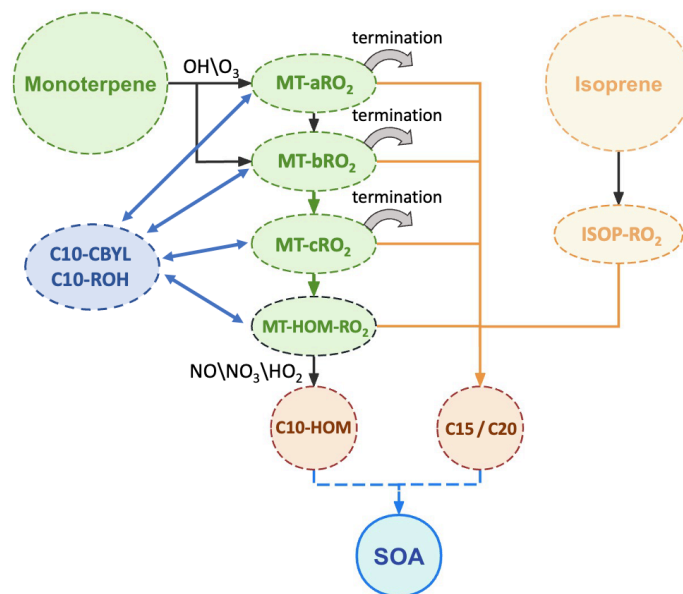 termination
OH\O₃
Monoterpene
MT-aRO₂
Isoprene
termination
MT-bRO₂
termination
C10-CBYL
C10-ROH
MT-cRO₂
ISOP-RO₂
MT-HOM-RO₂
NO\NO₃\HO₂
C10-HOM
C15 / C20
SOA